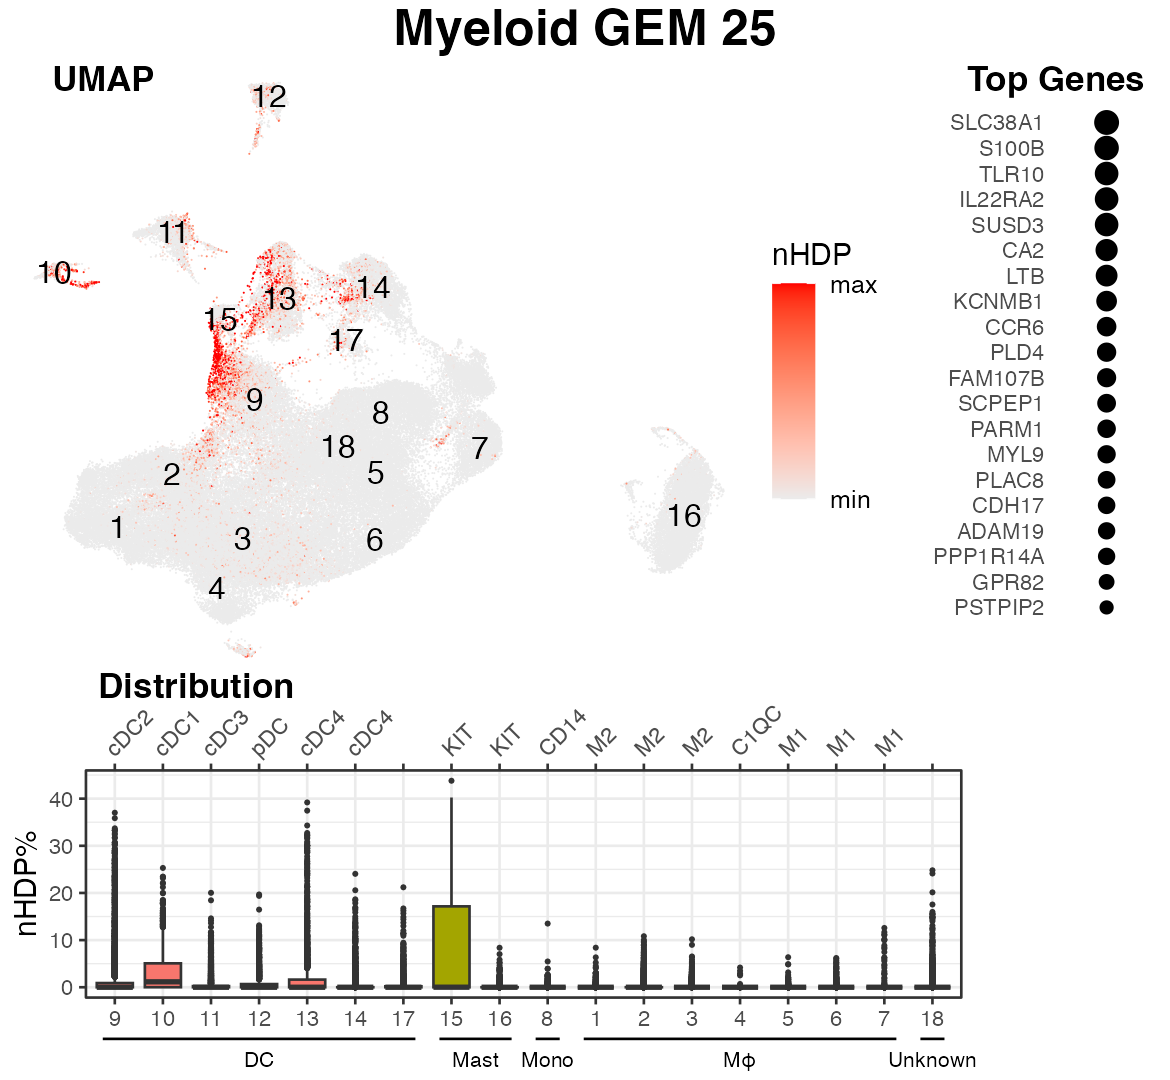 Myeloid GEM 25
UMAP
Top Genes
12
11
10
13
14
15
17
9
8
18
7
2
5
1
3
6
4
16
nHDP
max
min
SLC38A1
S100B
TLR10
IL22RA2
SUSD3
CA2
LTB
KCNMB1
CCR6
PLD4
FAM107B
SCPEP1
PARM1
MYL9
PLAC8
CDH17
ADAM19
PPP1R14A
GPR82
PSTPIP2
Distribution
cDC2 cDC1 cDC3 pDC cDC4 cDC4 KIT KIT CD14 M2 M2 M2 C1QC M1 M1 M1
nHDP%
40
30
20
10
0
9 10 11 12 13 14 17 15 16 8 1 2 3 4 5 6 7 18
DC Mast Mono Mϕ Unknown